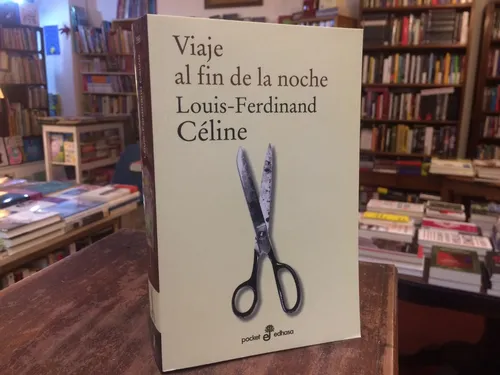 Viaje
al fin de la noche
Louis-Ferdinand
Céline
pocket edhasa